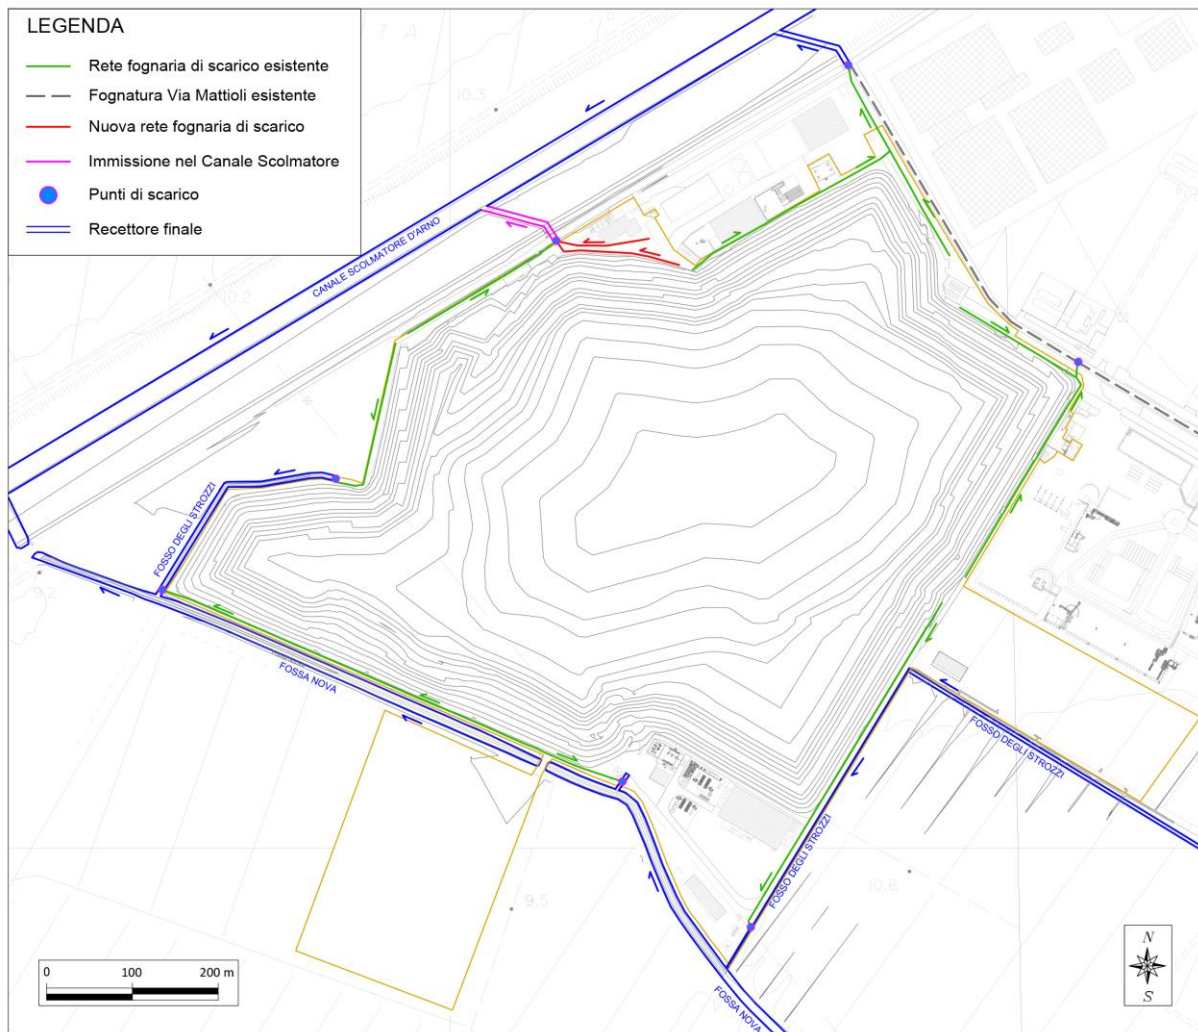 LEGENDA
Rete fognaria di scarico esistente
Fognatura Via Mattioli esistente
Nuova rete fognaria di scarico
Immissione nel Canale Scolmatore
Punti di scarico
Recettore finale
T A
10.3
10.2
CANALE SCOLMATORE D'ARNO
FOSSO DEGLI STROZZI
9.2
FOSSA NOVA
FOSSO DEGLI STROZZI
FOSSO DEGLI STROZZI
10.6
9.5
FOSSA NOVA
0 100 200 m
N
S